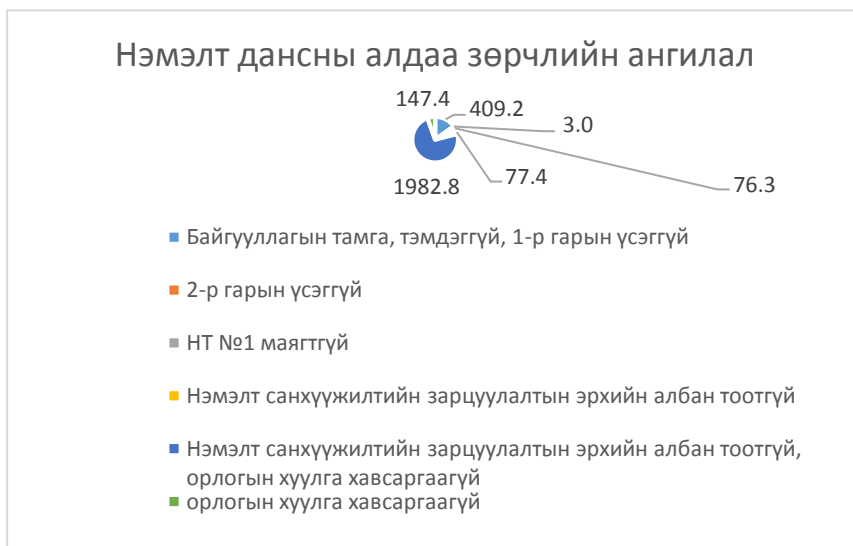 Нэмэлт дансны алдаа зөрчлийн ангилал
147.4
409.2
3.0
1982.8
77.4
76.3
Байгууллагын тамга, тэмдэггүй, 1-р гарын үсэггүй
2-р гарын үсэггүй
НТ №1 маягтгүй
Нэмэлт санхүүжилтийн зарцуулалтын эрхийн албан тоотгүй
Нэмэлт санхүүжилтийн зарцуулалтын эрхийн албан тоотгүй,
орлогын хуулга хавсаргаагүй
орлогын хуулга хавсаргаагүй